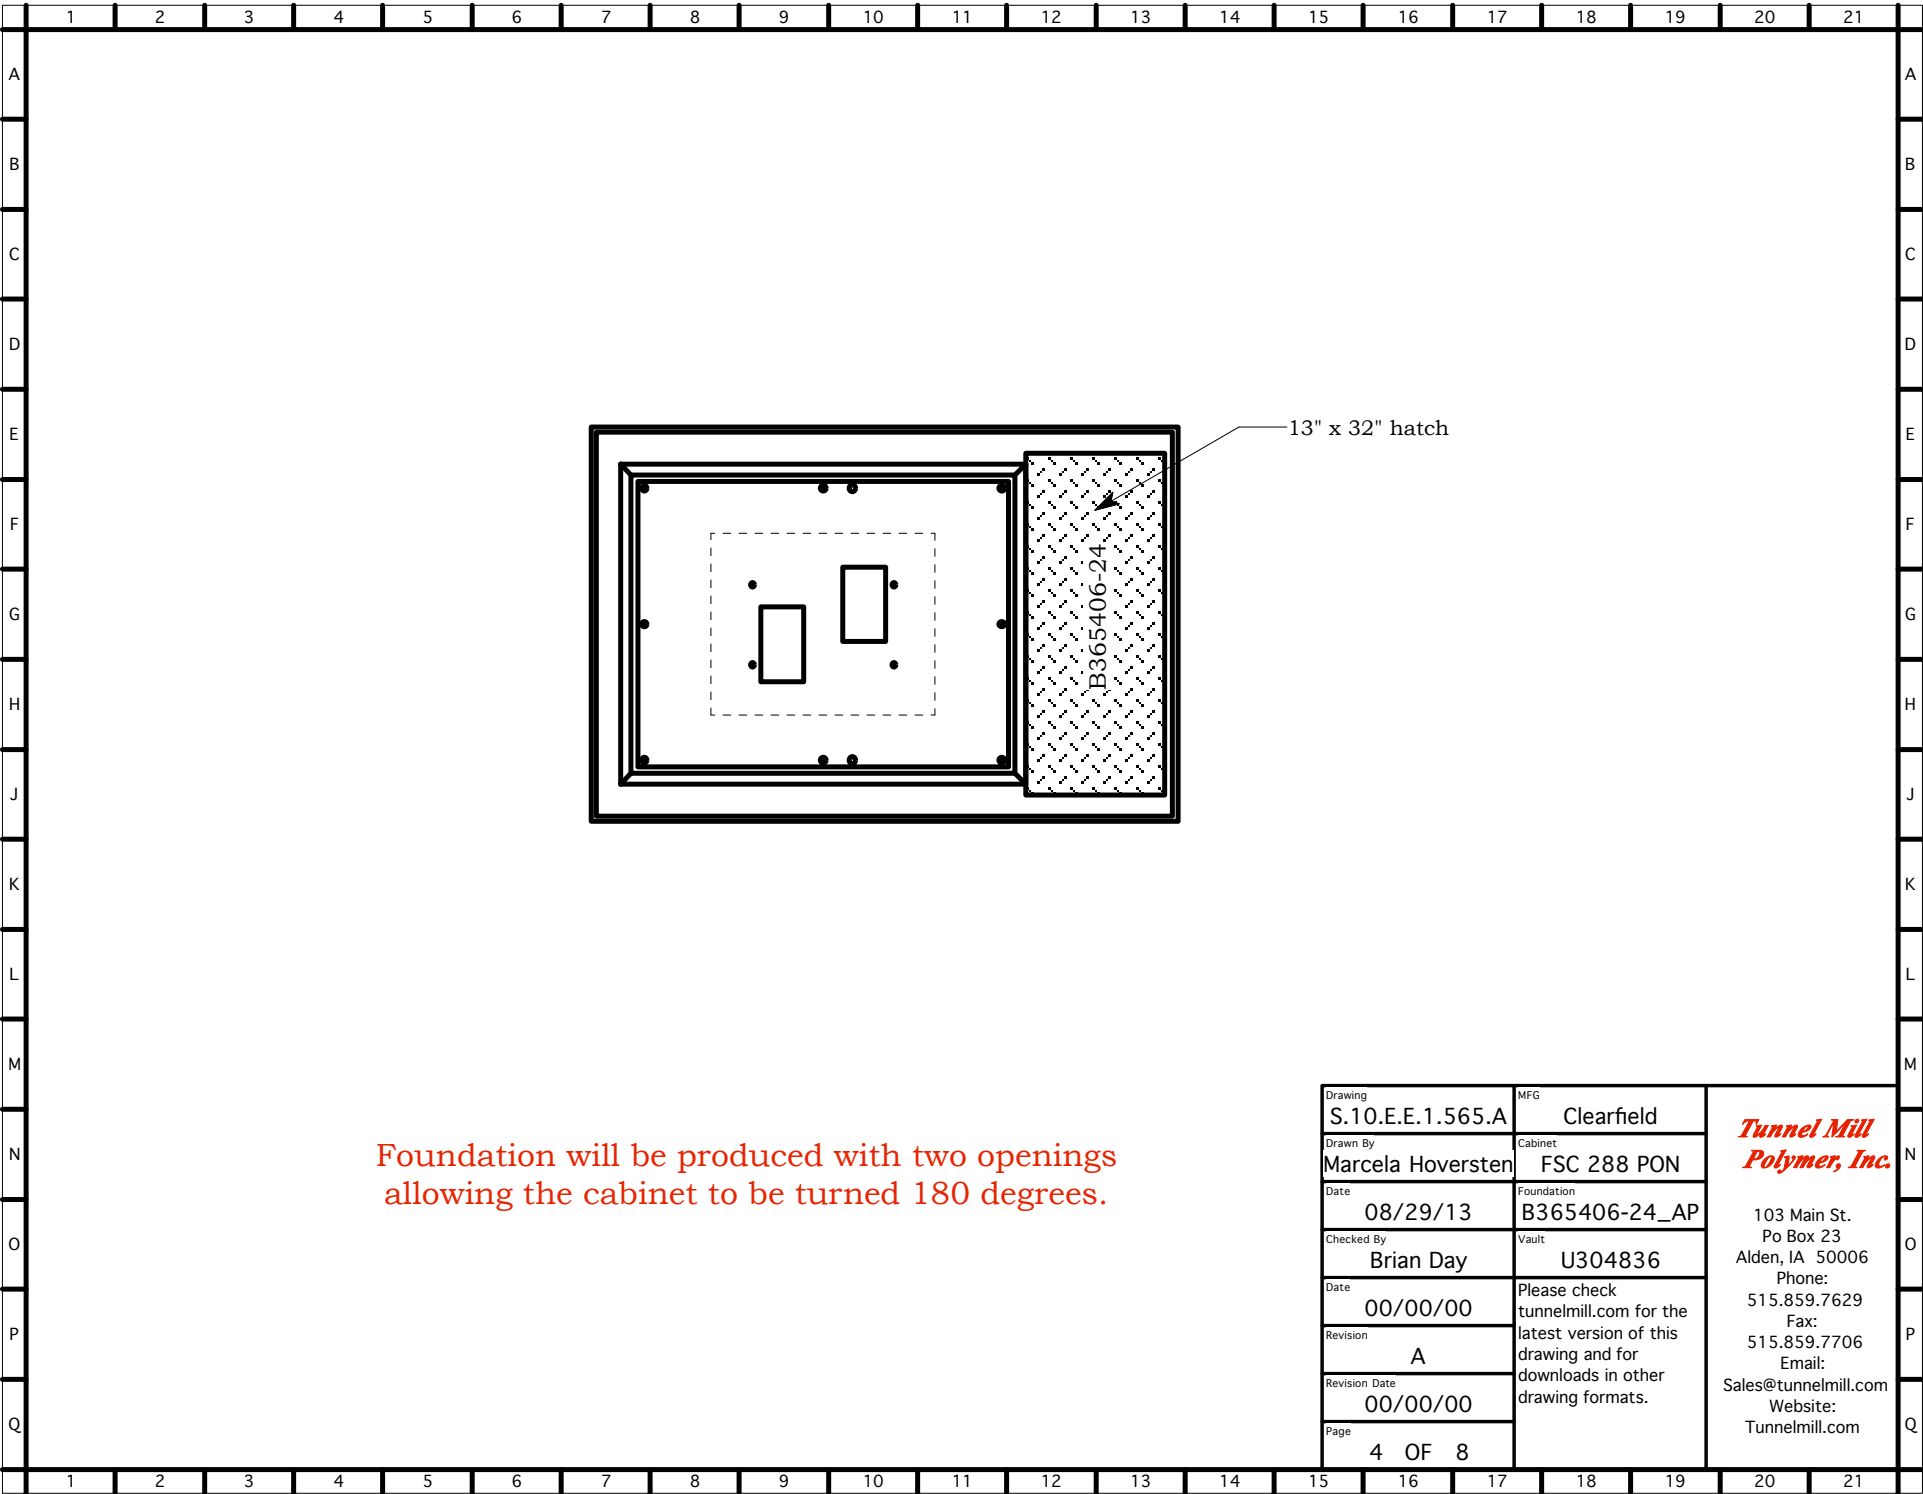 1 2 3 4 5 6 7 8 9 10 11 12 13 14 15 16 17 18 19 20 21
A A
B B
C C
D D
E E
13" x 32" hatch
F F
B365406-24
G G
H H
J J
K K
L L
M M
N N
O O
P P
Q Q
Foundation will be produced with two openings
allowing the cabinet to be turned 180 degrees.
Drawing
S.10.E.E.1.565.A
MFG
Clearfield
Drawn By
Marcela Hoversten
Cabinet
FSC 288 PON
Date
08/29/13
Foundation
B365406-24_AP
Checked By
Brian Day
Vault
U304836
Date
00/00/00
Revision
A
Revision Date
00/00/00
Page
4 OF 8
Please check
tunnelmill.com for the
latest version of this
drawing and for
downloads in other
drawing formats.
Tunnel Mill
Polymer, Inc.
103 Main St.
Po Box 23
Alden, IA 50006
Phone:
515.859.7629
Fax:
515.859.7706
Email:
Sales@tunnelmill.com
Website:
Tunnelmill.com
1 2 3 4 5 6 7 8 9 10 11 12 13 14 15 16 17 18 19 20 21